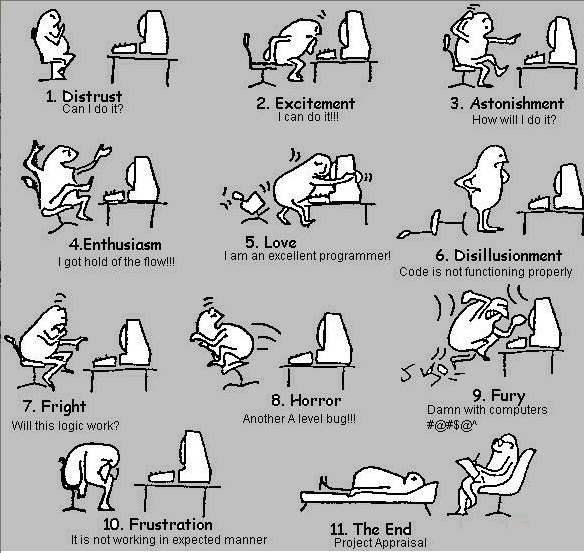 1. Distrust
Can I do it?
2. Excitement
I can do it!!!
3. Astonishment
How will I do it?
4.Enthusiasm
I got hold of the flow!!!
5. Love
I am an excellent programmer!
6. Disillusionment
Code is not functioning properly
7. Fright
Will this logic work?
8. Horror
Another A level bug!!!
9. Fury
Damn with computers
#@#$@^
10. Frustration
It is not working in expected manner
11. The End
Project Appraisal